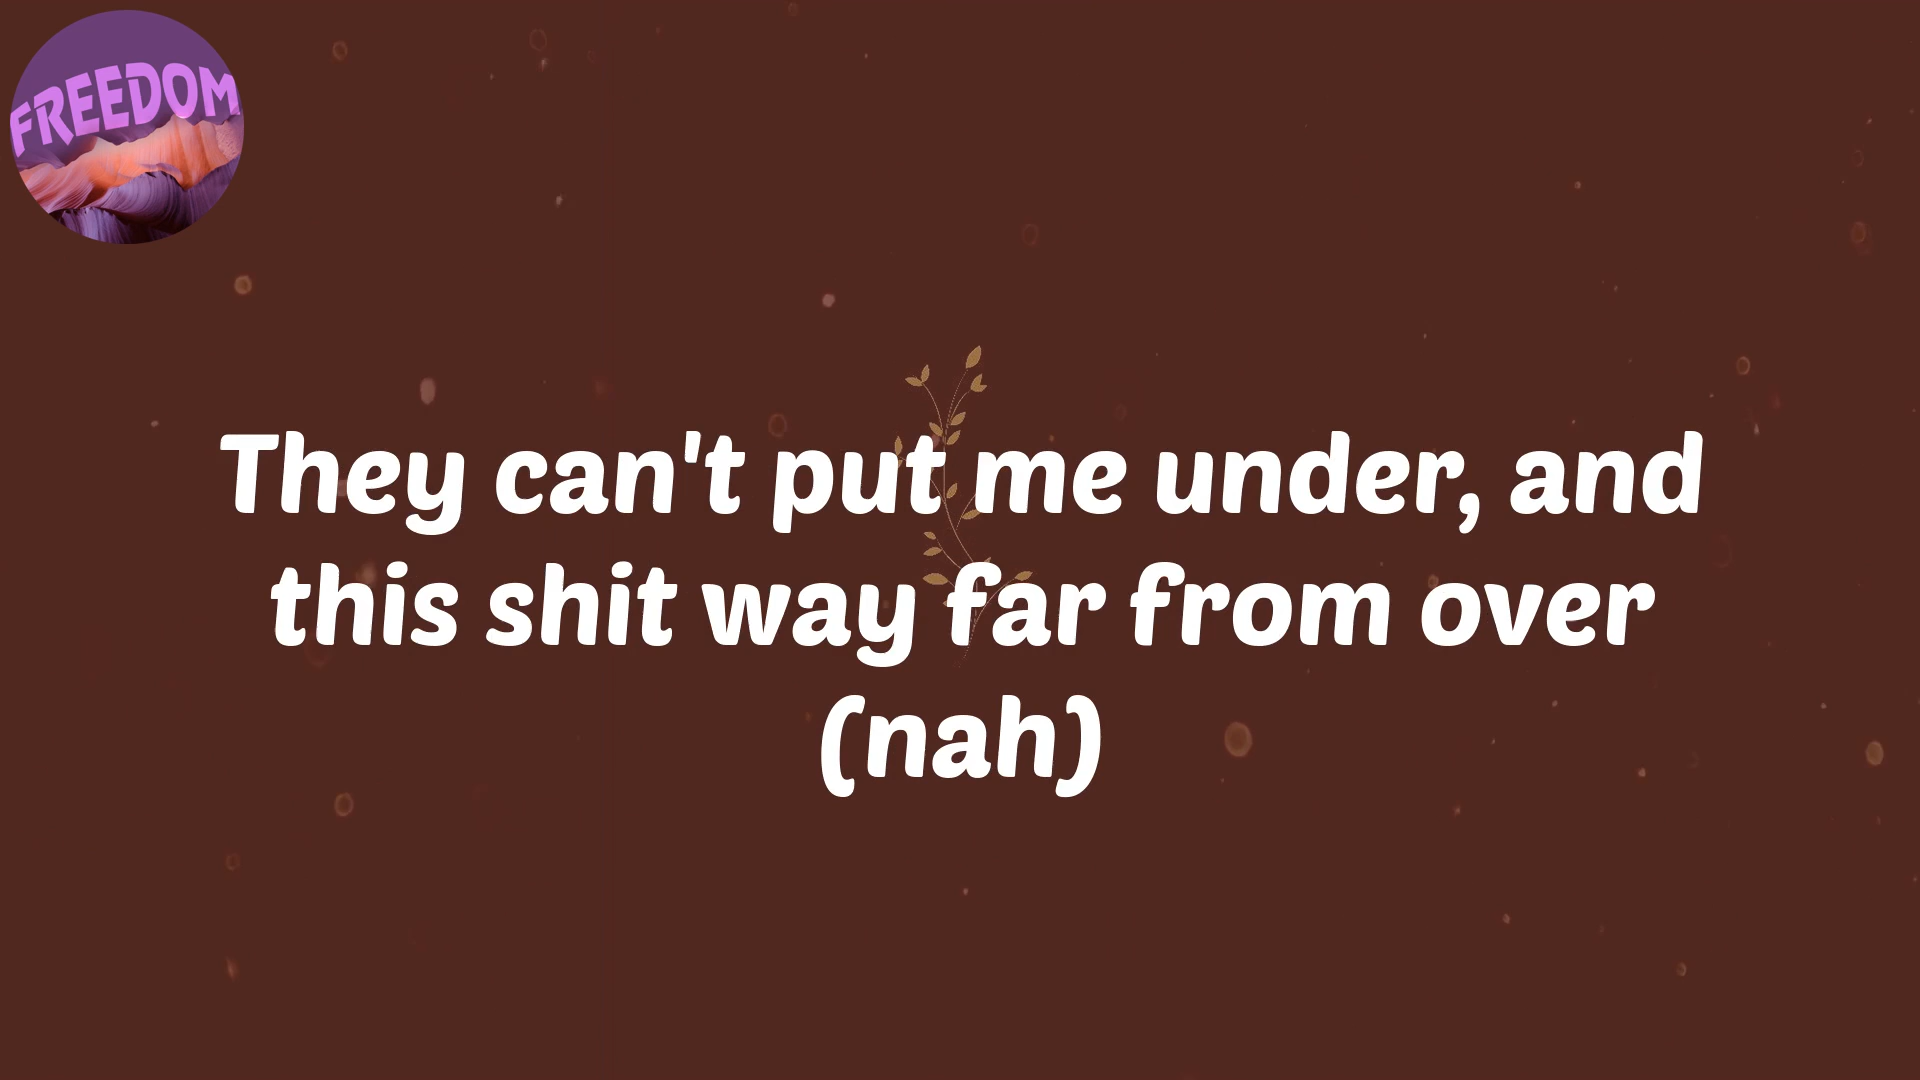 FREEDOM
They can't put me under, and
this shit way far from over
(nah)